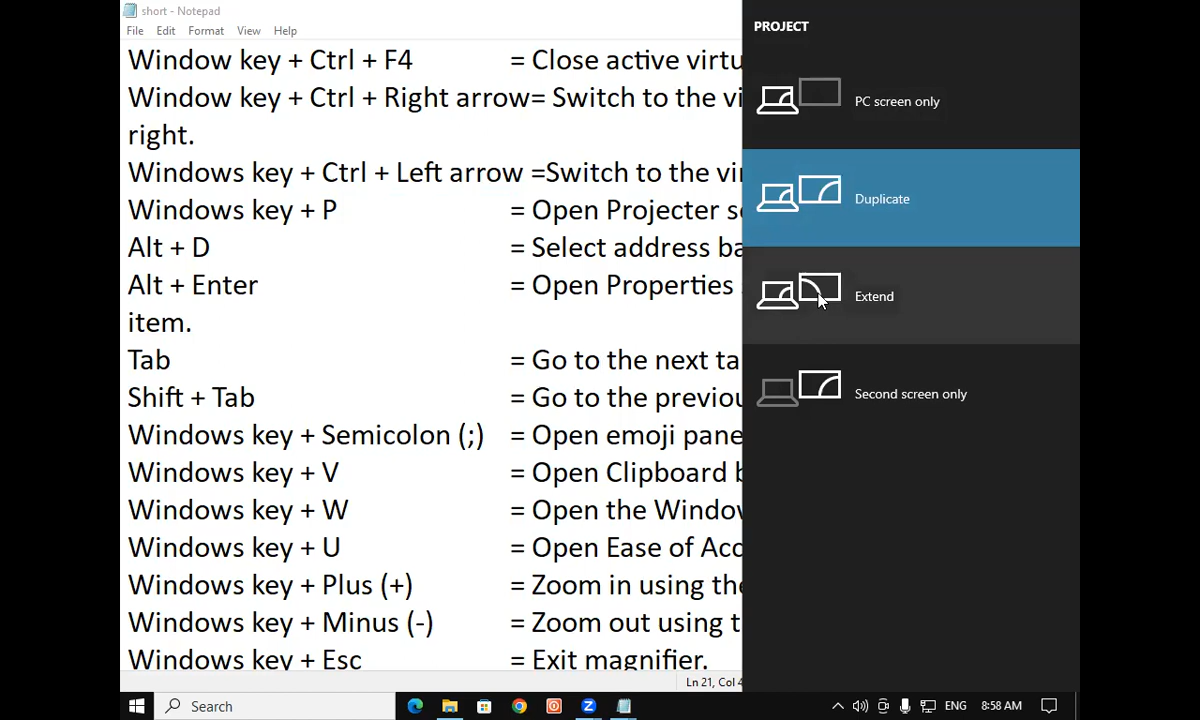 short - Notepad
File Edit Format View Help
Window key + Ctrl + F4 = Close active virtu
Window key + Ctrl + Right arrow= Switch to the vi
right.
Windows key + Ctrl + Left arrow =Switch to the vir
Windows key + P = Open Projecter se
Alt + D = Select address ba
Alt + Enter = Open Properties
item.
Tab = Go to the next ta
Shift + Tab = Go to the previou
Windows key + Semicolon (;) = Open emoji pane
Windows key + V = Open Clipboard b
Windows key + W = Open the Window
Windows key + U = Open Ease of Acc
Windows key + Plus (+) = Zoom in using the
Windows key + Minus (-) = Zoom out using t
Windows key + Esc = Exit magnifier.
Ln 21, Col 4
PROJECT
PC screen only
Duplicate
Extend
Second screen only
Search
ENG 8:58 AM